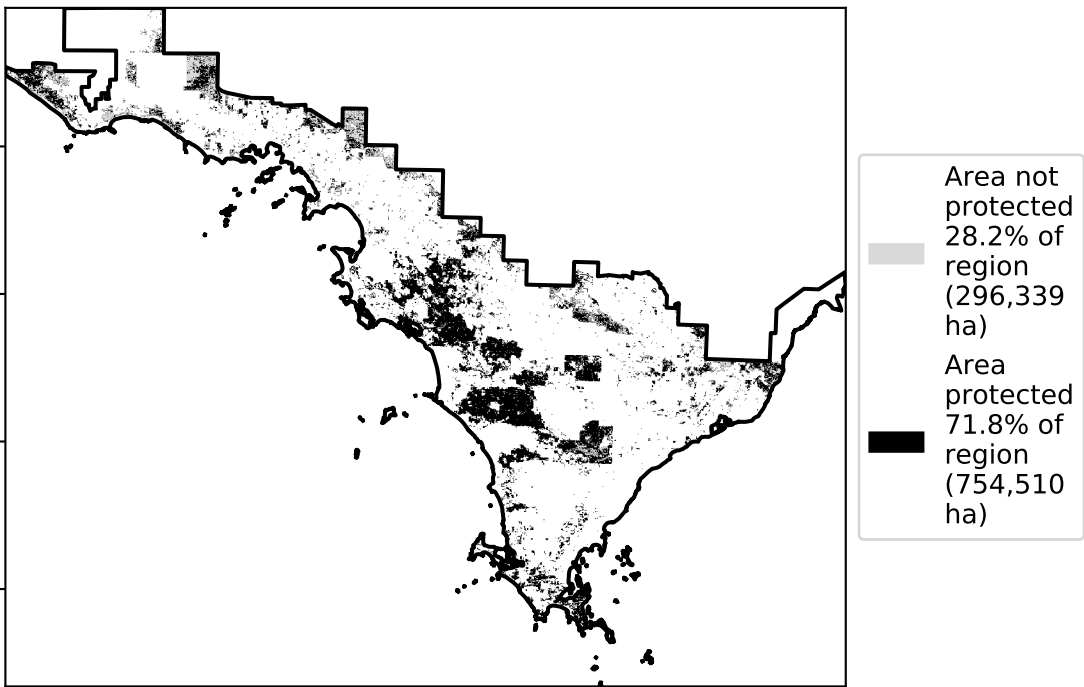 Area not
protected
28.2% of
region
(296,339
ha)
Area
protected
71.8% of
region
(754,510
ha)